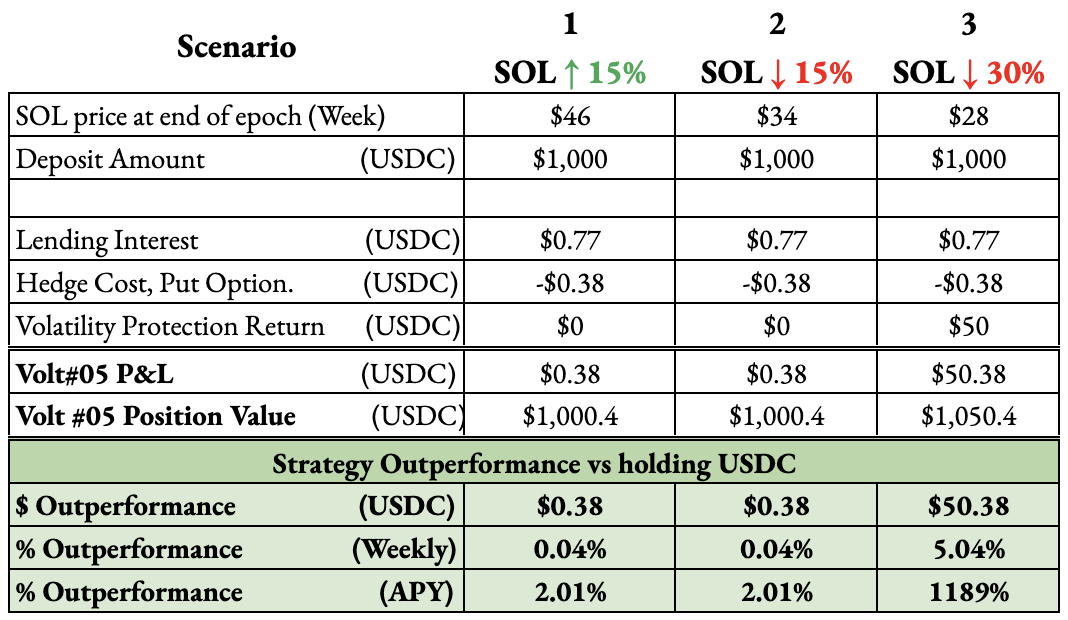 Scenario 1 2 3
SOL ↑ 15% SOL ↓ 15% SOL ↓ 30%
SOL price at end of epoch (Week) $46 $34 $28
Deposit Amount (USDC) $1,000 $1,000 $1,000
Lending Interest (USDC) $0.77 $0.77 $0.77
Hedge Cost, Put Option. (USDC) -$0.38 -$0.38 -$0.38
Volatility Protection Return (USDC) $0 $0 $50
Volt#05 P&L (USDC) $0.38 $0.38 $50.38
Volt #05 Position Value (USDC) $1,000.4 $1,000.4 $1,050.4
Strategy Outperformance vs holding USDC
$ Outperformance (USDC) $0.38 $0.38 $50.38
% Outperformance (Weekly) 0.04% 0.04% 5.04%
% Outperformance (APY) 2.01% 2.01% 1189%